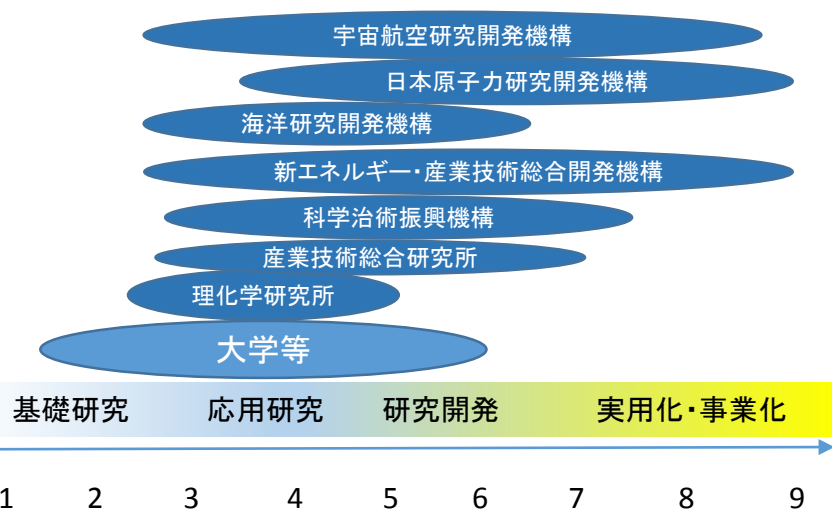 宇宙航空研究開発機構
日本原子力研究開発機構
海洋研究開発機構
新エネルギー・産業技術総合開発機構
科学治術振興機構
産業技術総合研究所
理化学研究所
大学等
基礎研究 応用研究 研究開発 実用化・事業化
1 2 3 4 5 6 7 8 9